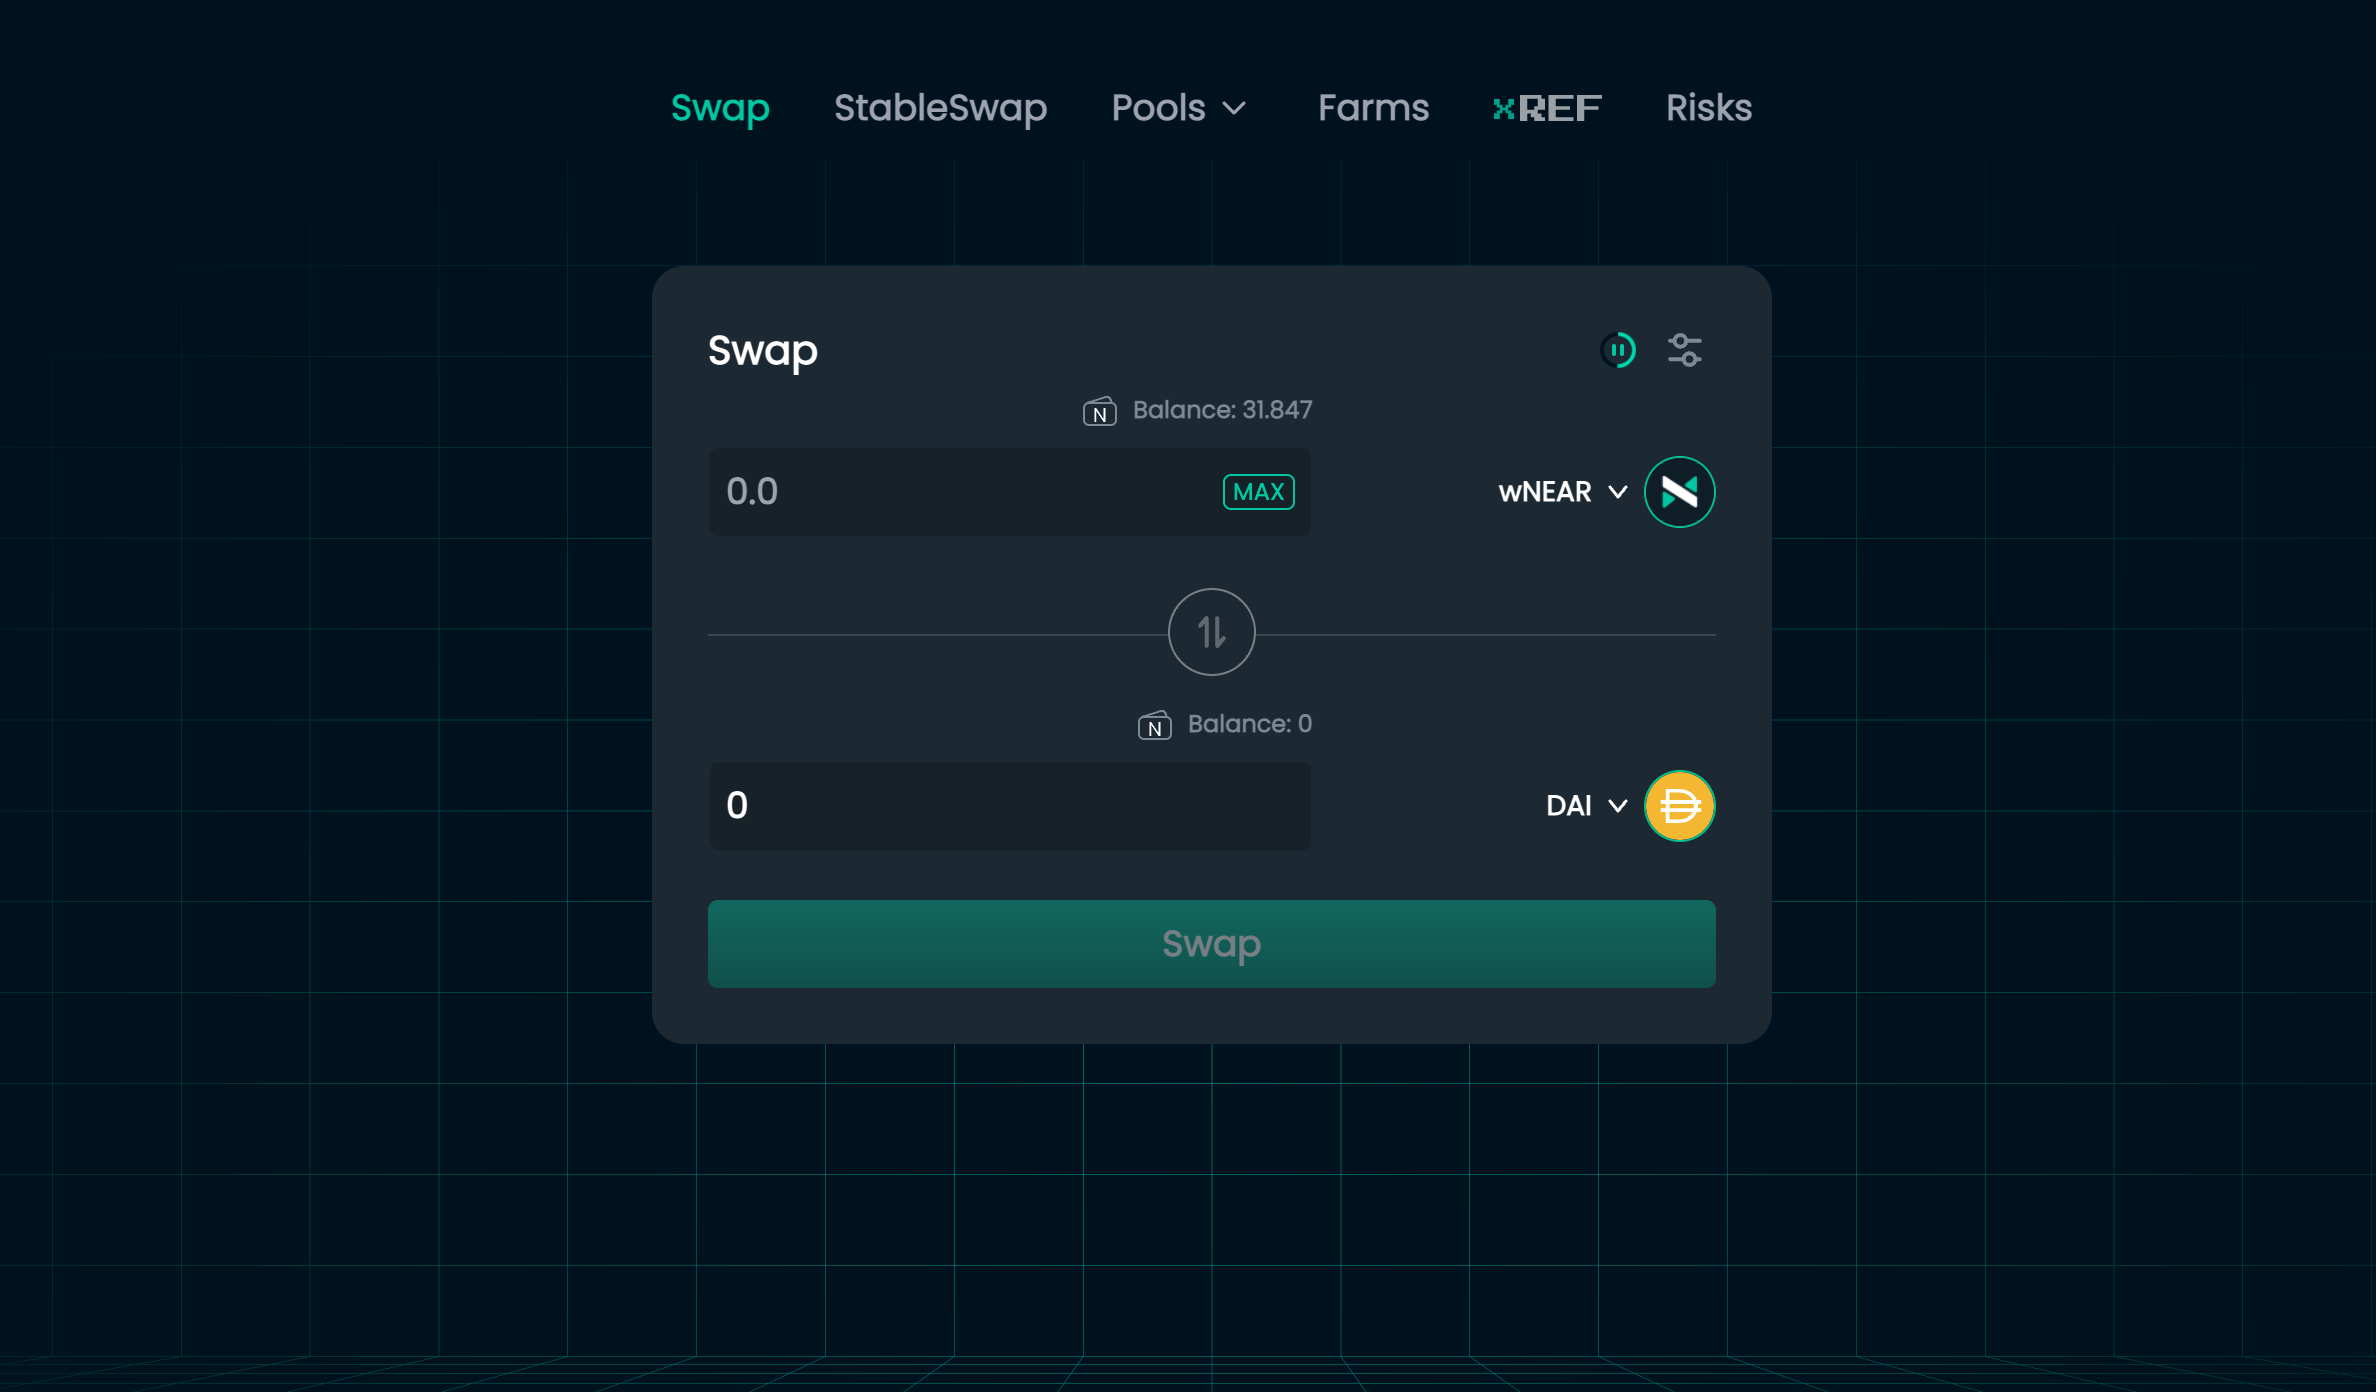 Swap StableSwap Pools Farms xREF Risks
Swap
N Balance: 31.847
0.0 MAX wNEAR
N Balance: 0
0 DAI
Swap